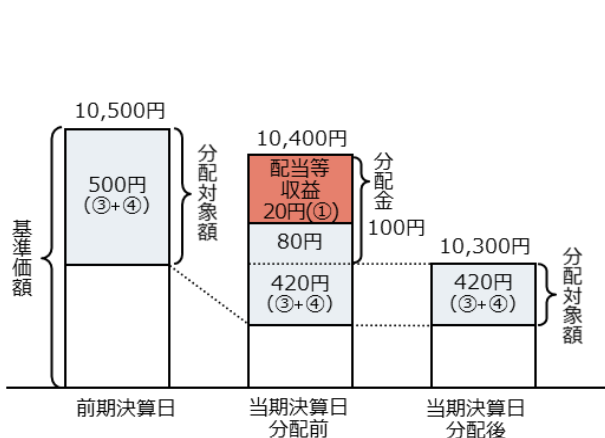 10,500円
500円
(③+④)
分配対象額
基準価額
前期決算日
10,400円
配当等
収益
20円(①)
80円
420円
(③+④)
分配金
100円
当期決算日
分配前
10,300円
420円
(③+④)
分配対象額
当期決算日
分配後